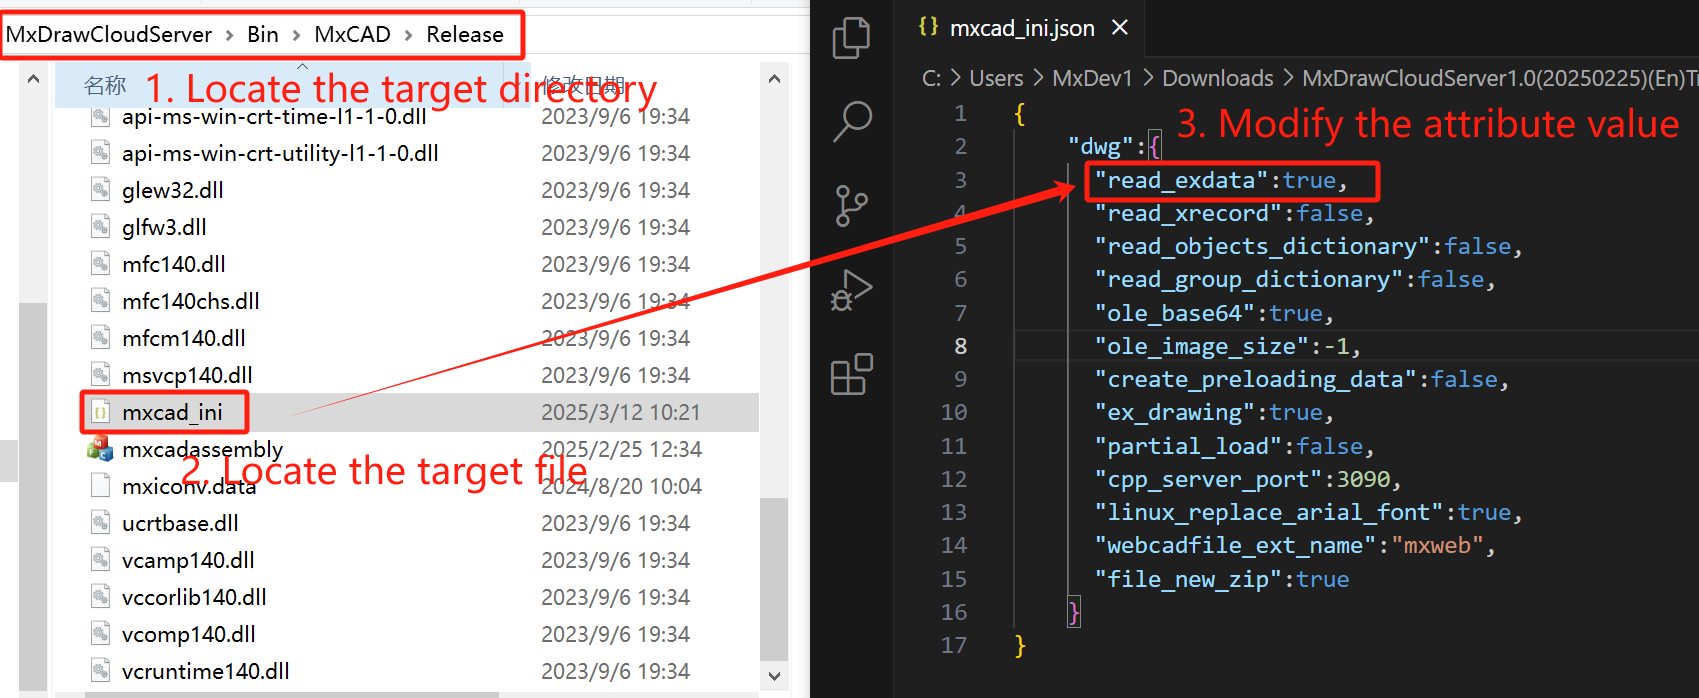 MxDrawCloudServer > Bin > MxCAD > Release
1. Locate the target directory
名称
修改日期
api-ms-win-crt-time-l1-1-0.dll 2023/9/6 19:34
api-ms-win-crt-utility-l1-1-0.dll 2023/9/6 19:34
glew32.dll 2023/9/6 19:34
glfw3.dll 2023/9/6 19:34
mfc140.dll 2023/9/6 19:34
mfc140chs.dll 2023/9/6 19:34
mfcm140.dll 2023/9/6 19:34
msvcp140.dll 2023/9/6 19:34
mxcad_ini 2025/3/12 10:21
mxcadassembly 2025/2/25 12:34
2. Locate the target file
mxiconv.data 2024/8/20 10:04
ucrtbase.dll 2023/9/6 19:34
vcamp140.dll 2023/9/6 19:34
vccorlib140.dll 2023/9/6 19:34
vcomp140.dll 2023/9/6 19:34
vcruntime140.dll 2023/9/6 19:34
{} mxcad_ini.json
C: > Users > MxDev1 > Downloads > MxDrawCloudServer1.0(20250225)(En)Tr
3. Modify the attribute value
1 {
2 "dwg":{
3 "read_exdata":true,
4 "read_xrecord":false,
5 "read_objects_dictionary":false,
6 "read_group_dictionary":false,
7 "ole_base64":true,
8 "ole_image_size":-1,
9 "create_preloading_data":false,
10 "ex_drawing":true,
11 "partial_load":false,
12 "cpp_server_port":3090,
13 "linux_replace_arial_font":true,
14 "webcadfile_ext_name":"mxweb",
15 "file_new_zip":true
16 }
17 }